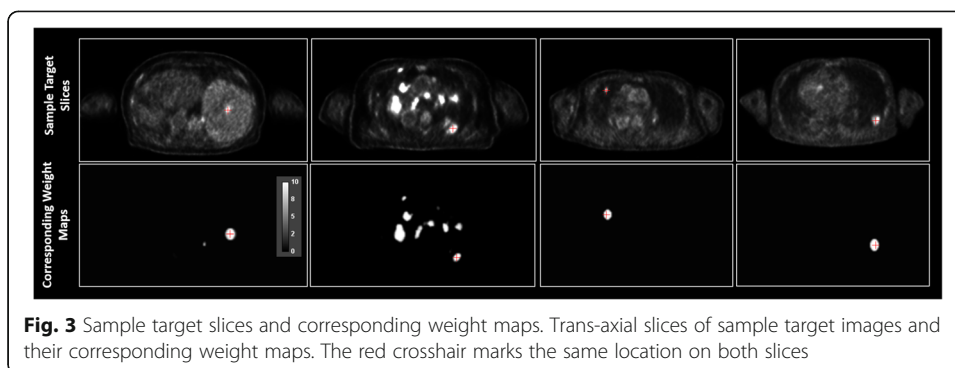 Sample Target
Slices
Corresponding Weight
Maps
10
8
5
2
0
Fig. 3 Sample target slices and corresponding weight maps. Trans-axial slices of sample target images and
their corresponding weight maps. The red crosshair marks the same location on both slices